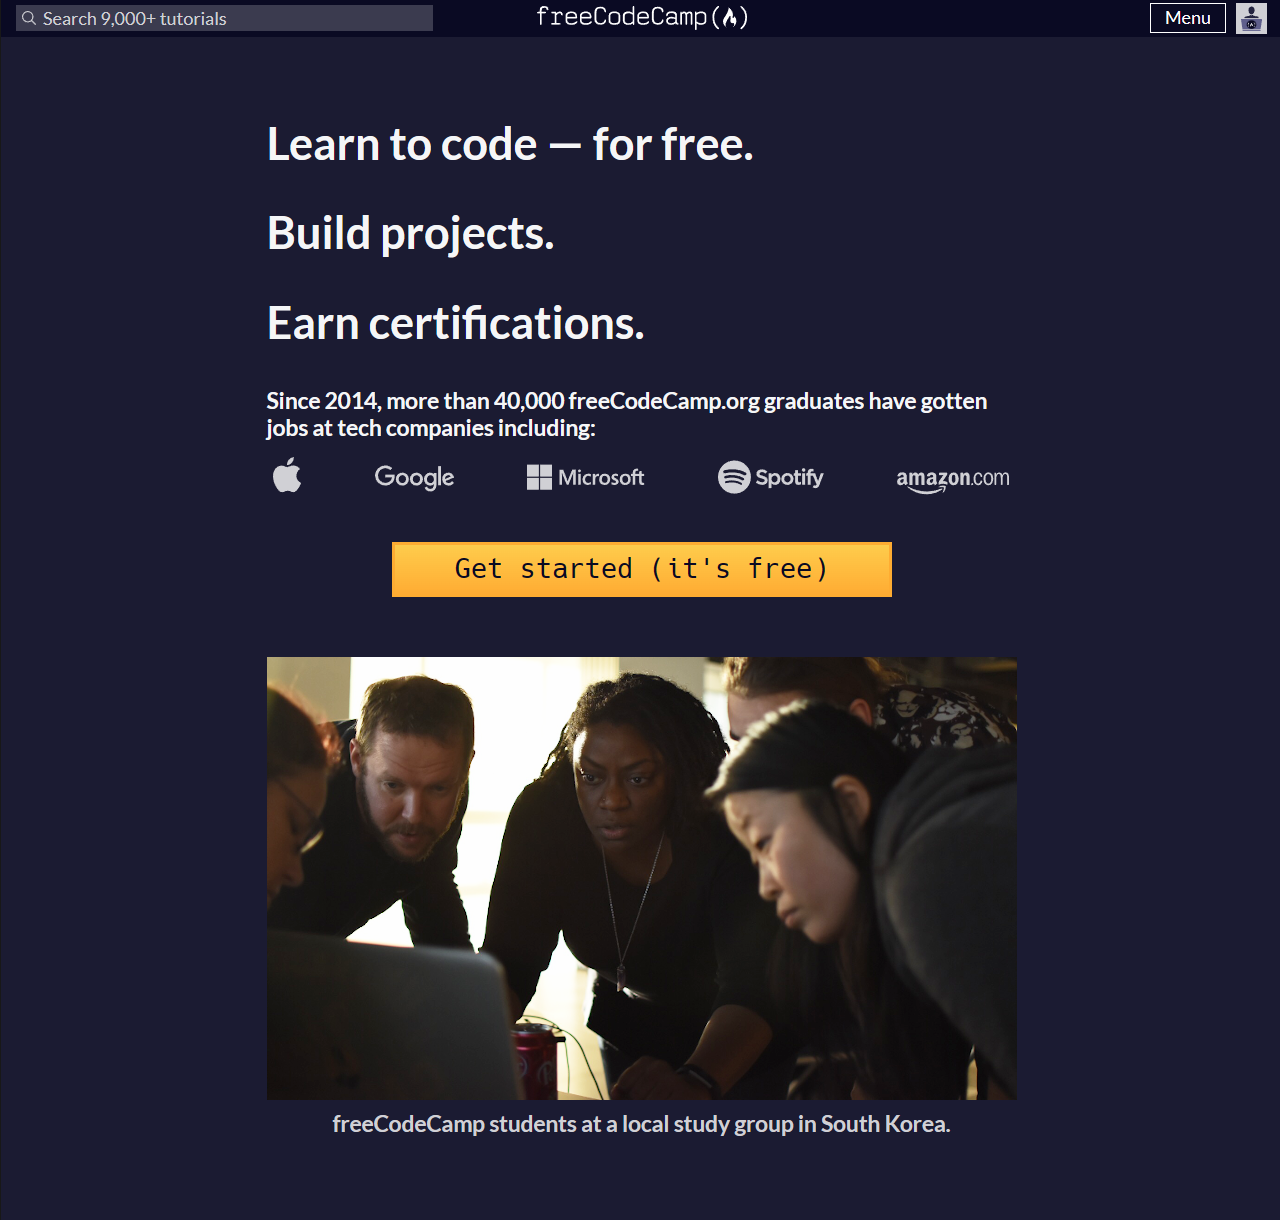 Search 9,000+ tutorials
freeCodeCamp
Menu
Learn to code — for free.
Build projects.
Earn certifications.
Since 2014, more than 40,000 freeCodeCamp.org graduates have gotten
jobs at tech companies including:
Google
Microsoft
Spotify
amazon.com
Get started (it's free)
freeCodeCamp students at a local study group in South Korea.